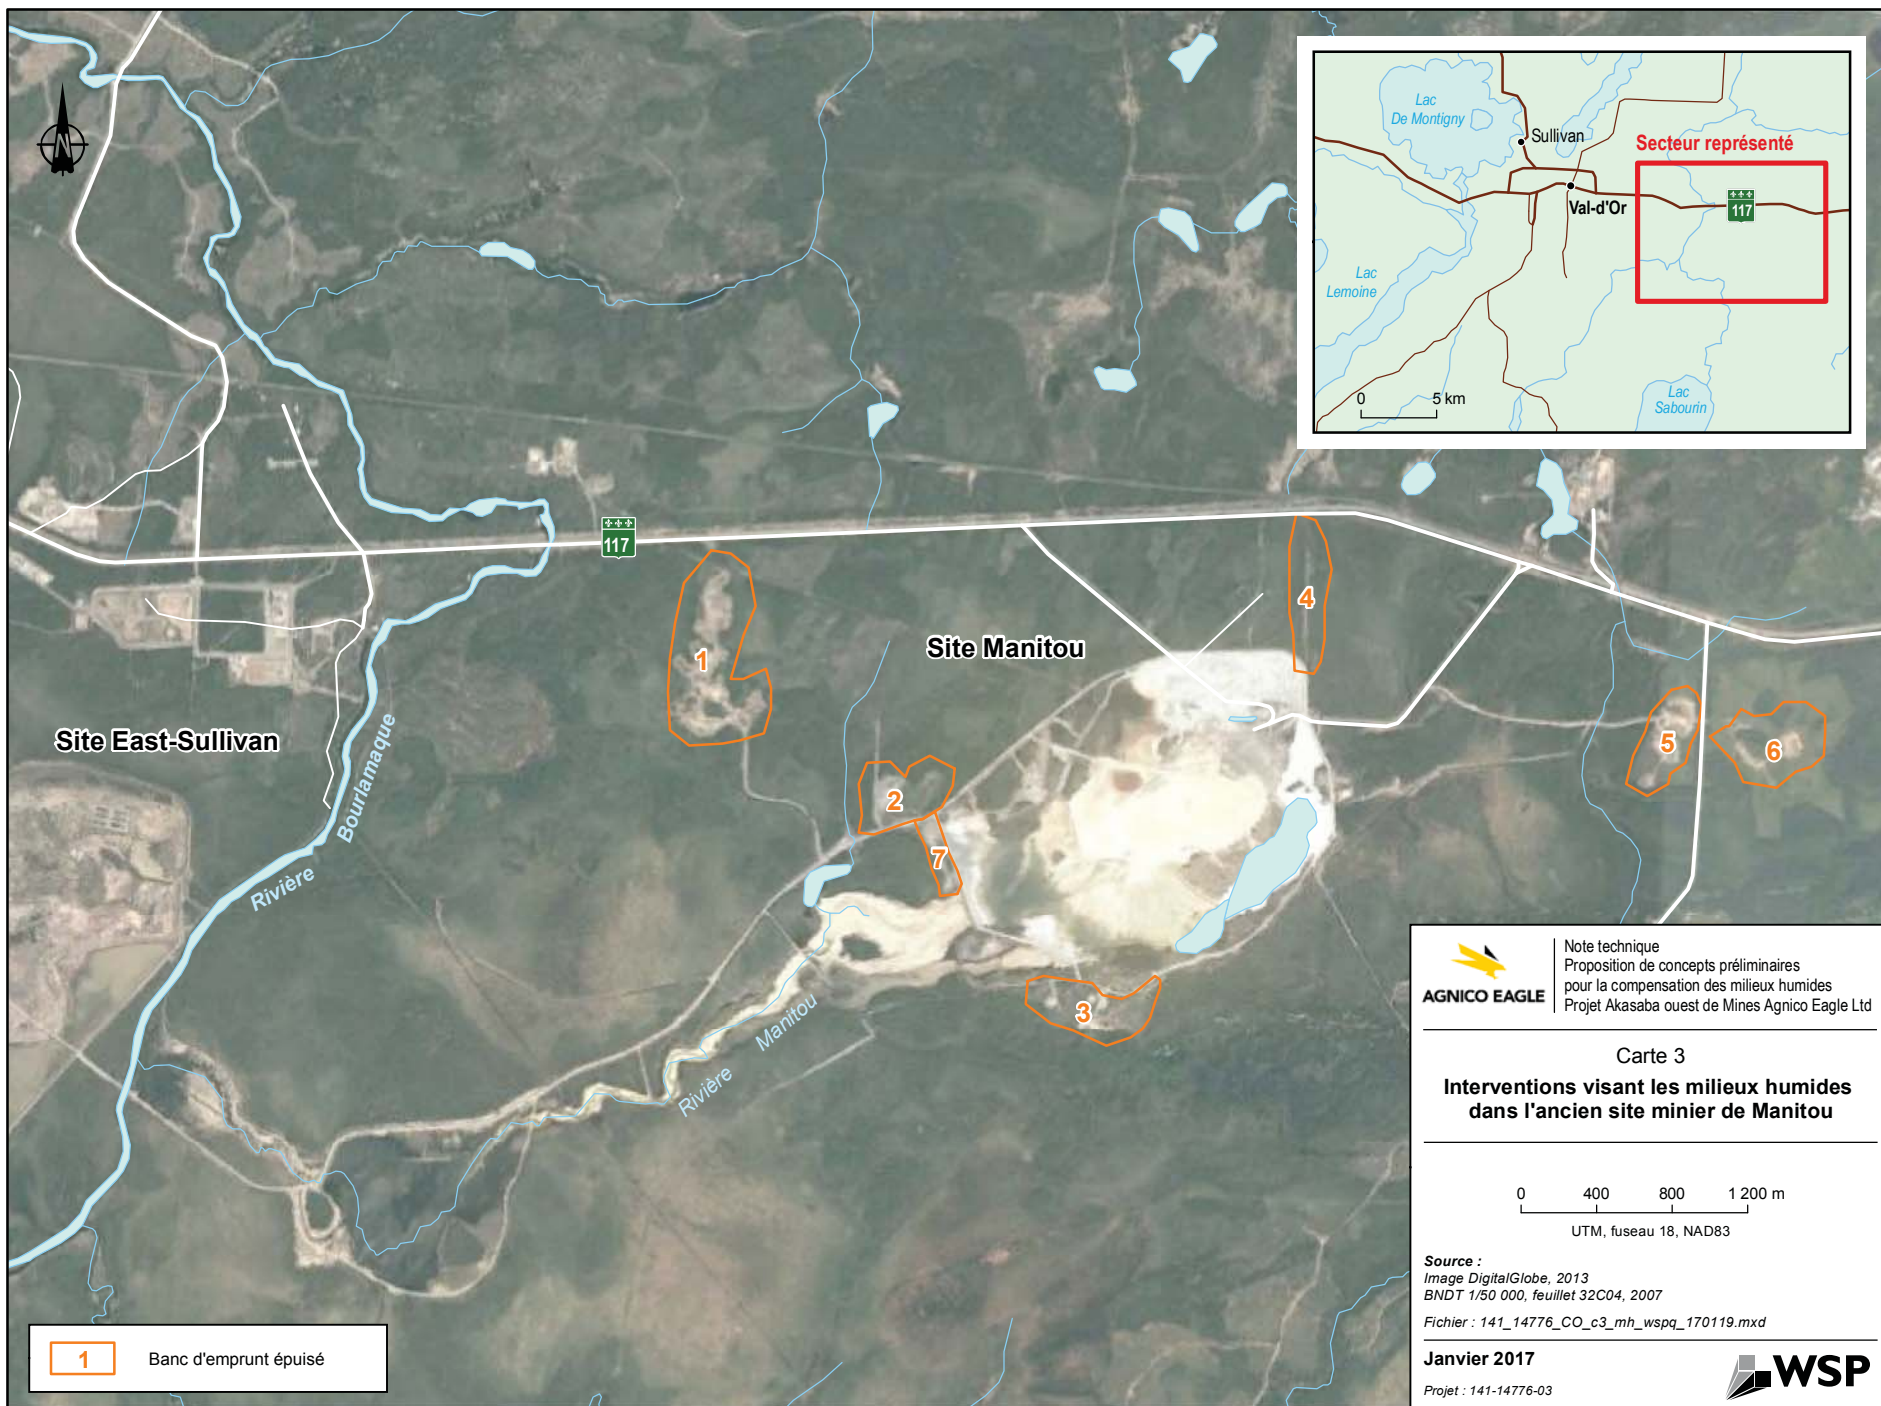 N
Lac
De Montigny
Sullivan
Secteur représenté
117
Val-d'Or
Lac
Lemoine
Lac
Sabourin
0 5 km
117
4
Site Manitou
1
Site East-Sullivan
5
6
2
7
Rivière Bourlamaque
3
Rivière Manitou
AGNICO EAGLE
Note technique
Proposition de concepts préliminaires
pour la compensation des milieux humides
Projet Akasaba ouest de Mines Agnico Eagle Ltd
Carte 3
Interventions visant les milieux humides
dans l'ancien site minier de Manitou
0 400 800 1 200 m
UTM, fuseau 18, NAD83
Source :
Image DigitalGlobe, 2013
BNDT 1/50 000, feuillet 32C04, 2007
Fichier : 141_14776_CO_c3_mh_wspq_170119.mxd
Janvier 2017
Projet : 141-14776-03
WSP
1 Banc d'emprunt épuisé